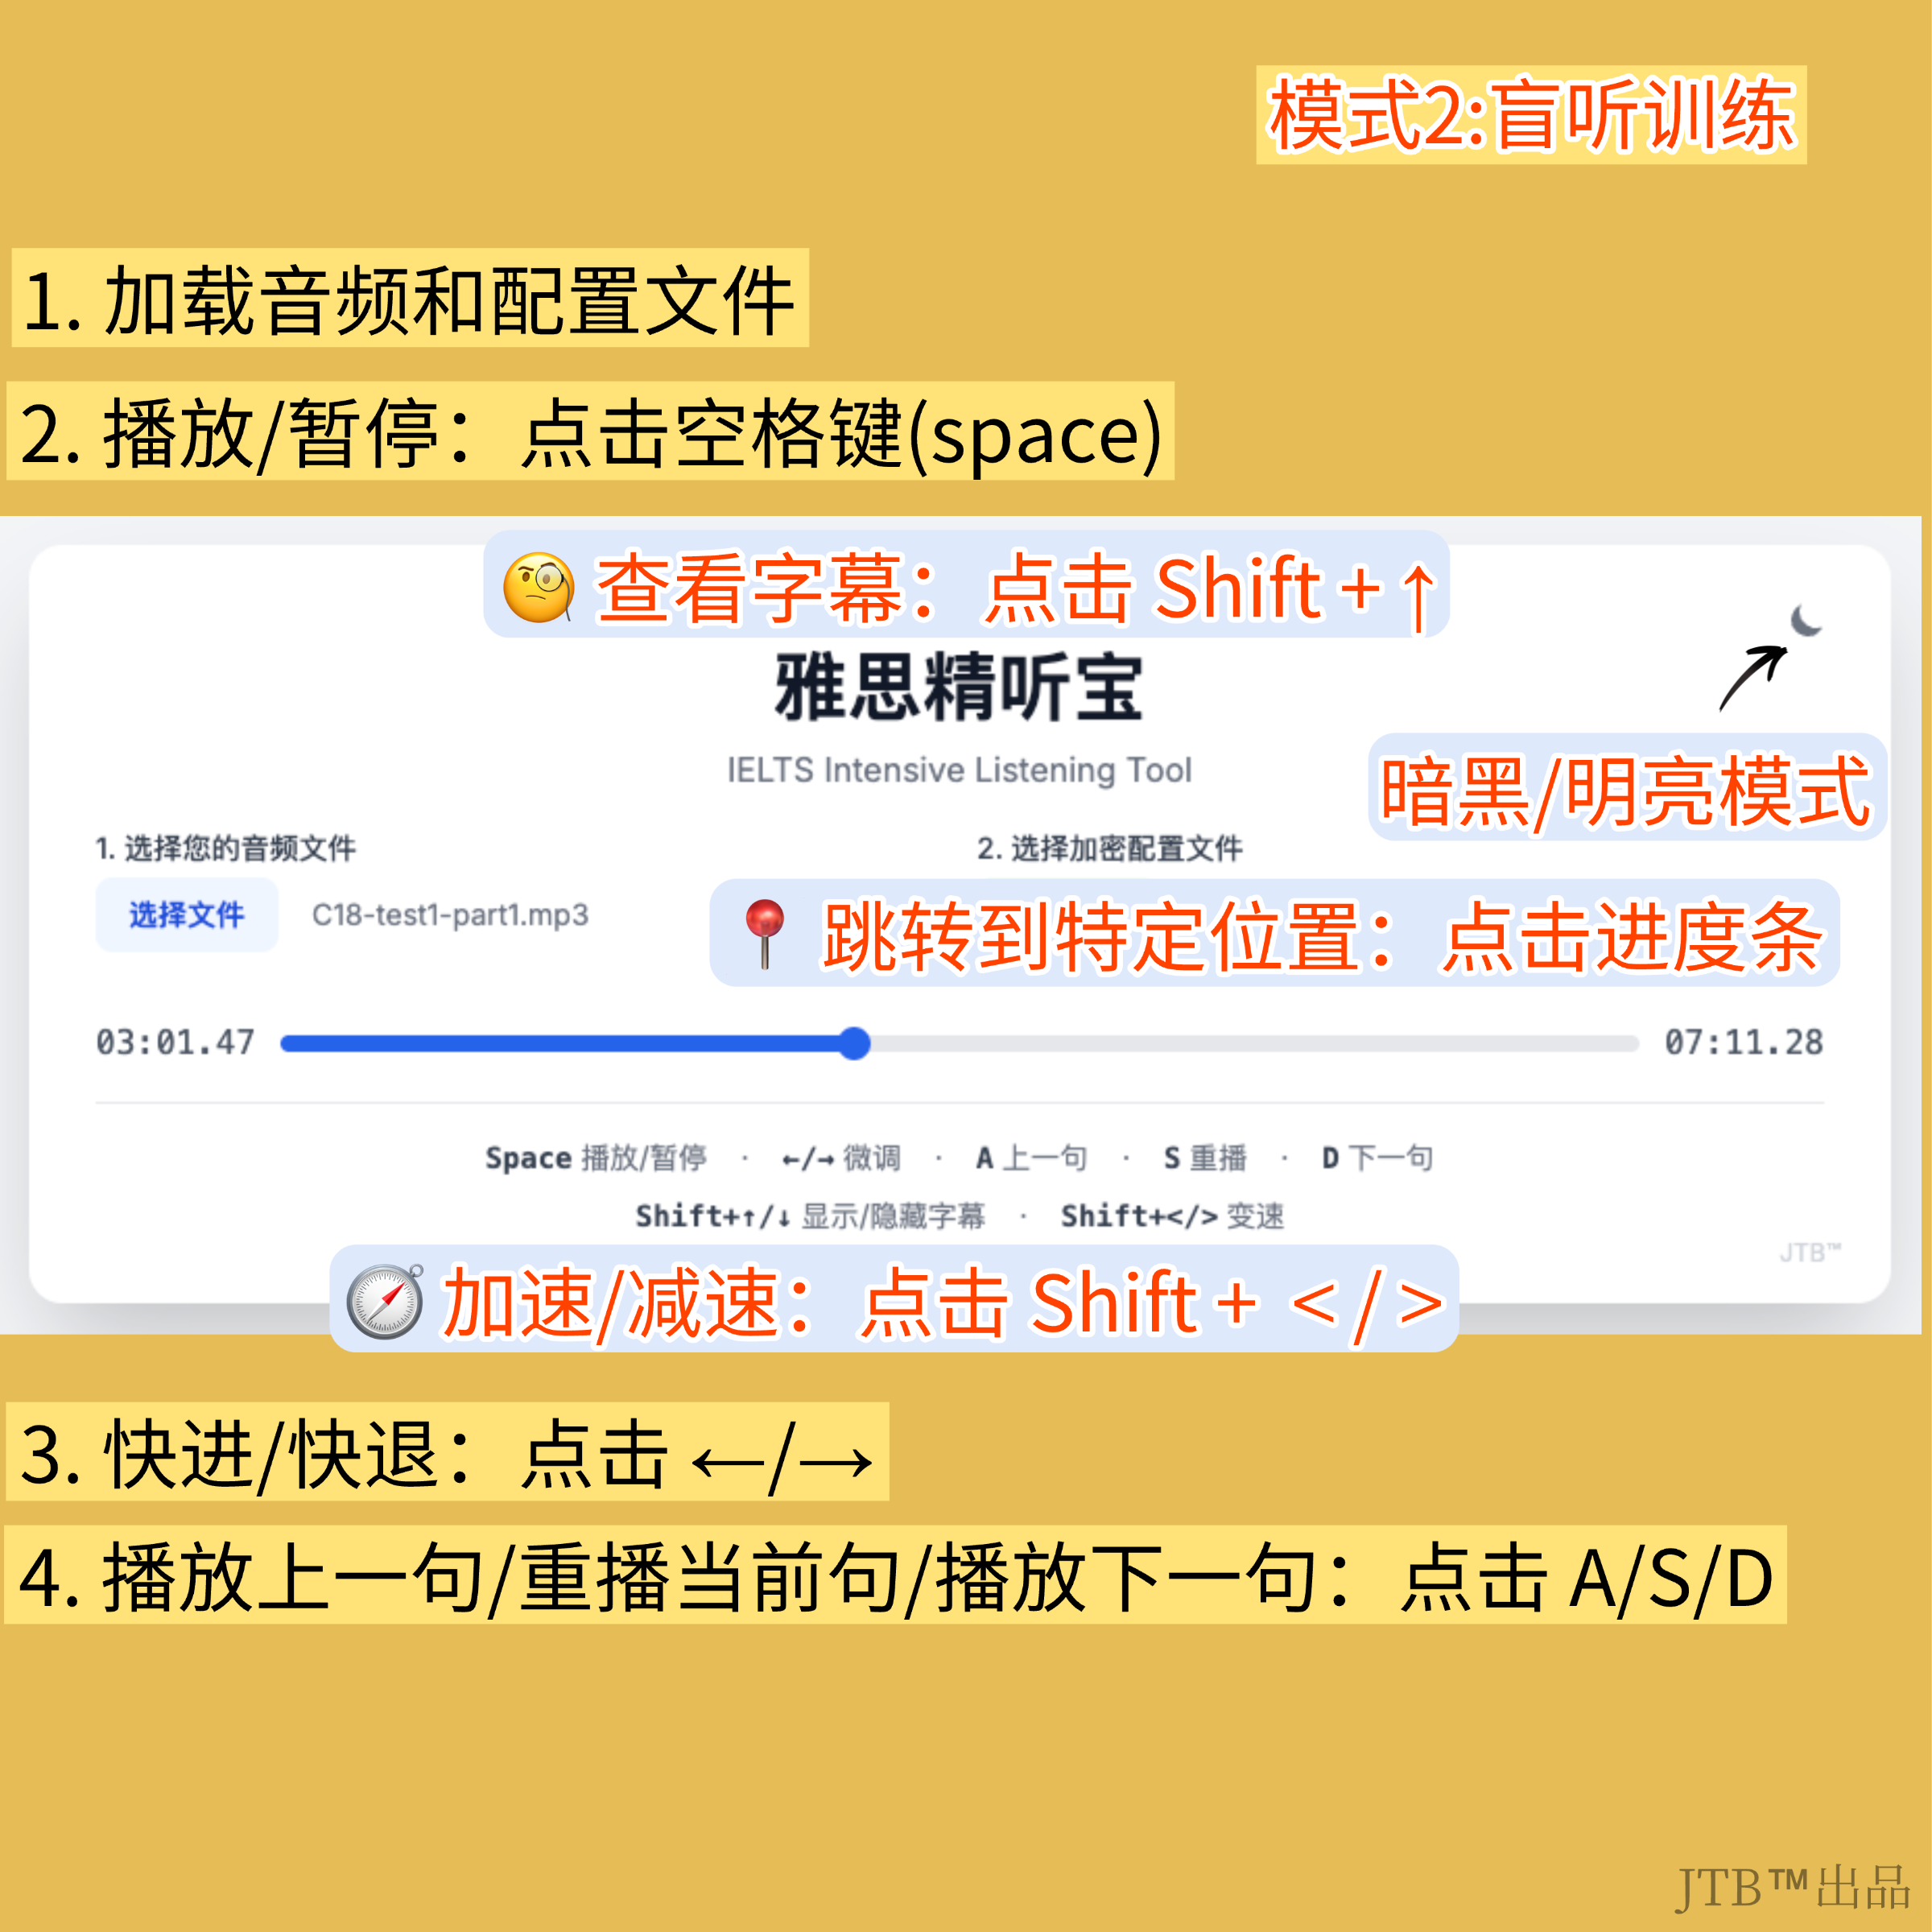 模式2:盲听训练
1. 加载音频和配置文件
2. 播放/暂停：点击空格键(space)
🧐 查看字幕：点击 Shift + ↑
雅思精听宝
IELTS Intensive Listening Tool
暗黑/明亮模式
1. 选择您的音频文件
2. 选择加密配置文件
选择文件 C18-test1-part1.mp3
📍 跳转到特定位置：点击进度条
03:01.47
07:11.28
Space 播放/暂停 · ←/→ 微调 · A 上一句 · S 重播 · D 下一句
Shift+↑/↓ 显示/隐藏字幕 · Shift+</> 变速
JTB™
🧭 加速/减速：点击 Shift + < / >
3. 快进/快退：点击 ←/→
4. 播放上一句/重播当前句/播放下一句：点击 A/S/D
JTB™出品